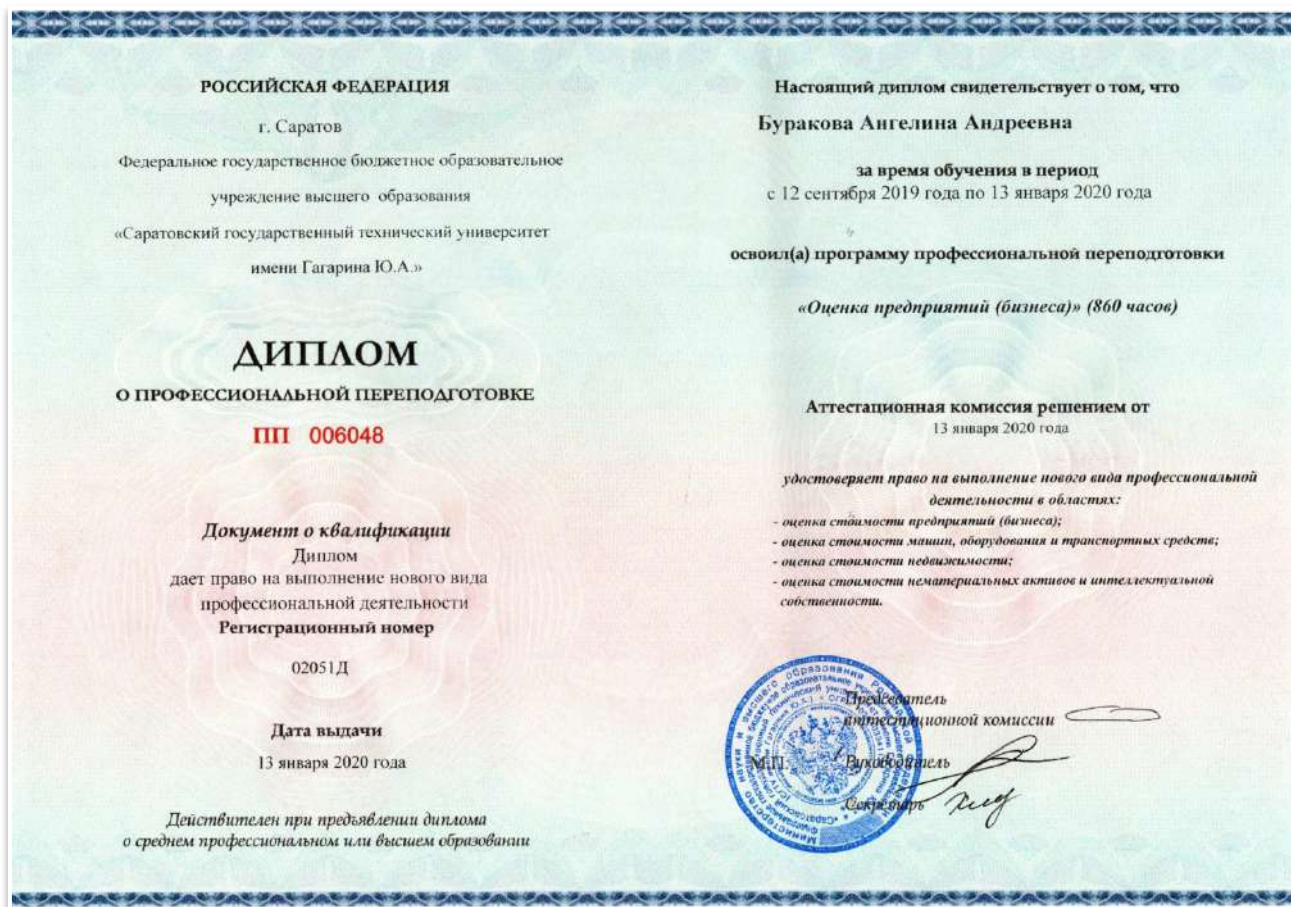 РОССИЙСКАЯ ФЕДЕРАЦИЯ
г. Саратов
Федеральное государственное бюджетное образовательное
учреждение высшего образования
«Саратовский государственный технический университет
имени Гагарина Ю.А.»
ДИПЛОМ
О ПРОФЕССИОНАЛЬНОЙ ПЕРЕПОДГОТОВКЕ
ПП 006048
Документ о квалификации
Диплом
дает право на выполнение нового вида
профессиональной деятельности
Регистрационный номер
02051Д
Дата выдачи
13 января 2020 года
Действителен при предъявлении диплома
о среднем профессиональном или высшем образовании
Настоящий диплом свидетельствует о том, что
Буракова Ангелина Андреевна
за время обучения в период
с 12 сентября 2019 года по 13 января 2020 года
освоил(а) программу профессиональной переподготовки
«Оценка предприятий (бизнеса)» (860 часов)
Аттестационная комиссия решением от
13 января 2020 года
удостоверяет право на выполнение нового вида профессиональной
деятельности в областях:
- оценка стоимости предприятий (бизнеса);
- оценка стоимости машин, оборудования и транспортных средств;
- оценка стоимости недвижимости;
- оценка стоимости нематериальных активов и интеллектуальной
собственности.
Председатель
аттестационной комиссии
М.П. Руководитель
Секретарь